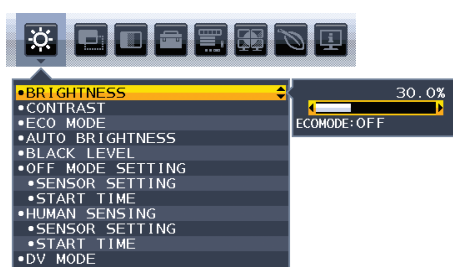 •BRIGHTNESS
•CONTRAST
•ECO MODE
•AUTO BRIGHTNESS
•BLACK LEVEL
•OFF MODE SETTING
•SENSOR SETTING
•START TIME
•HUMAN SENSING
•SENSOR SETTING
•START TIME
•DV MODE
30.0%
ECOMODE:OFF